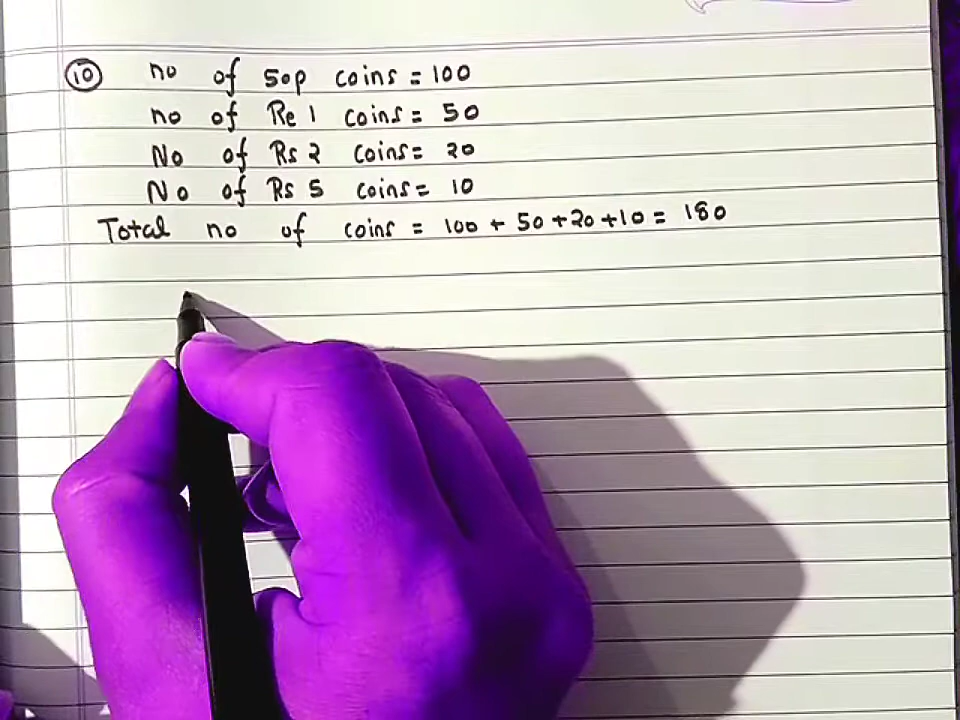 10 no of 50p coins = 100
no of Re 1 coins = 50
No of Rs 2 coins = 20
No of Rs 5 coins = 10
Total no of coins = 100 + 50 + 20 + 10 = 180